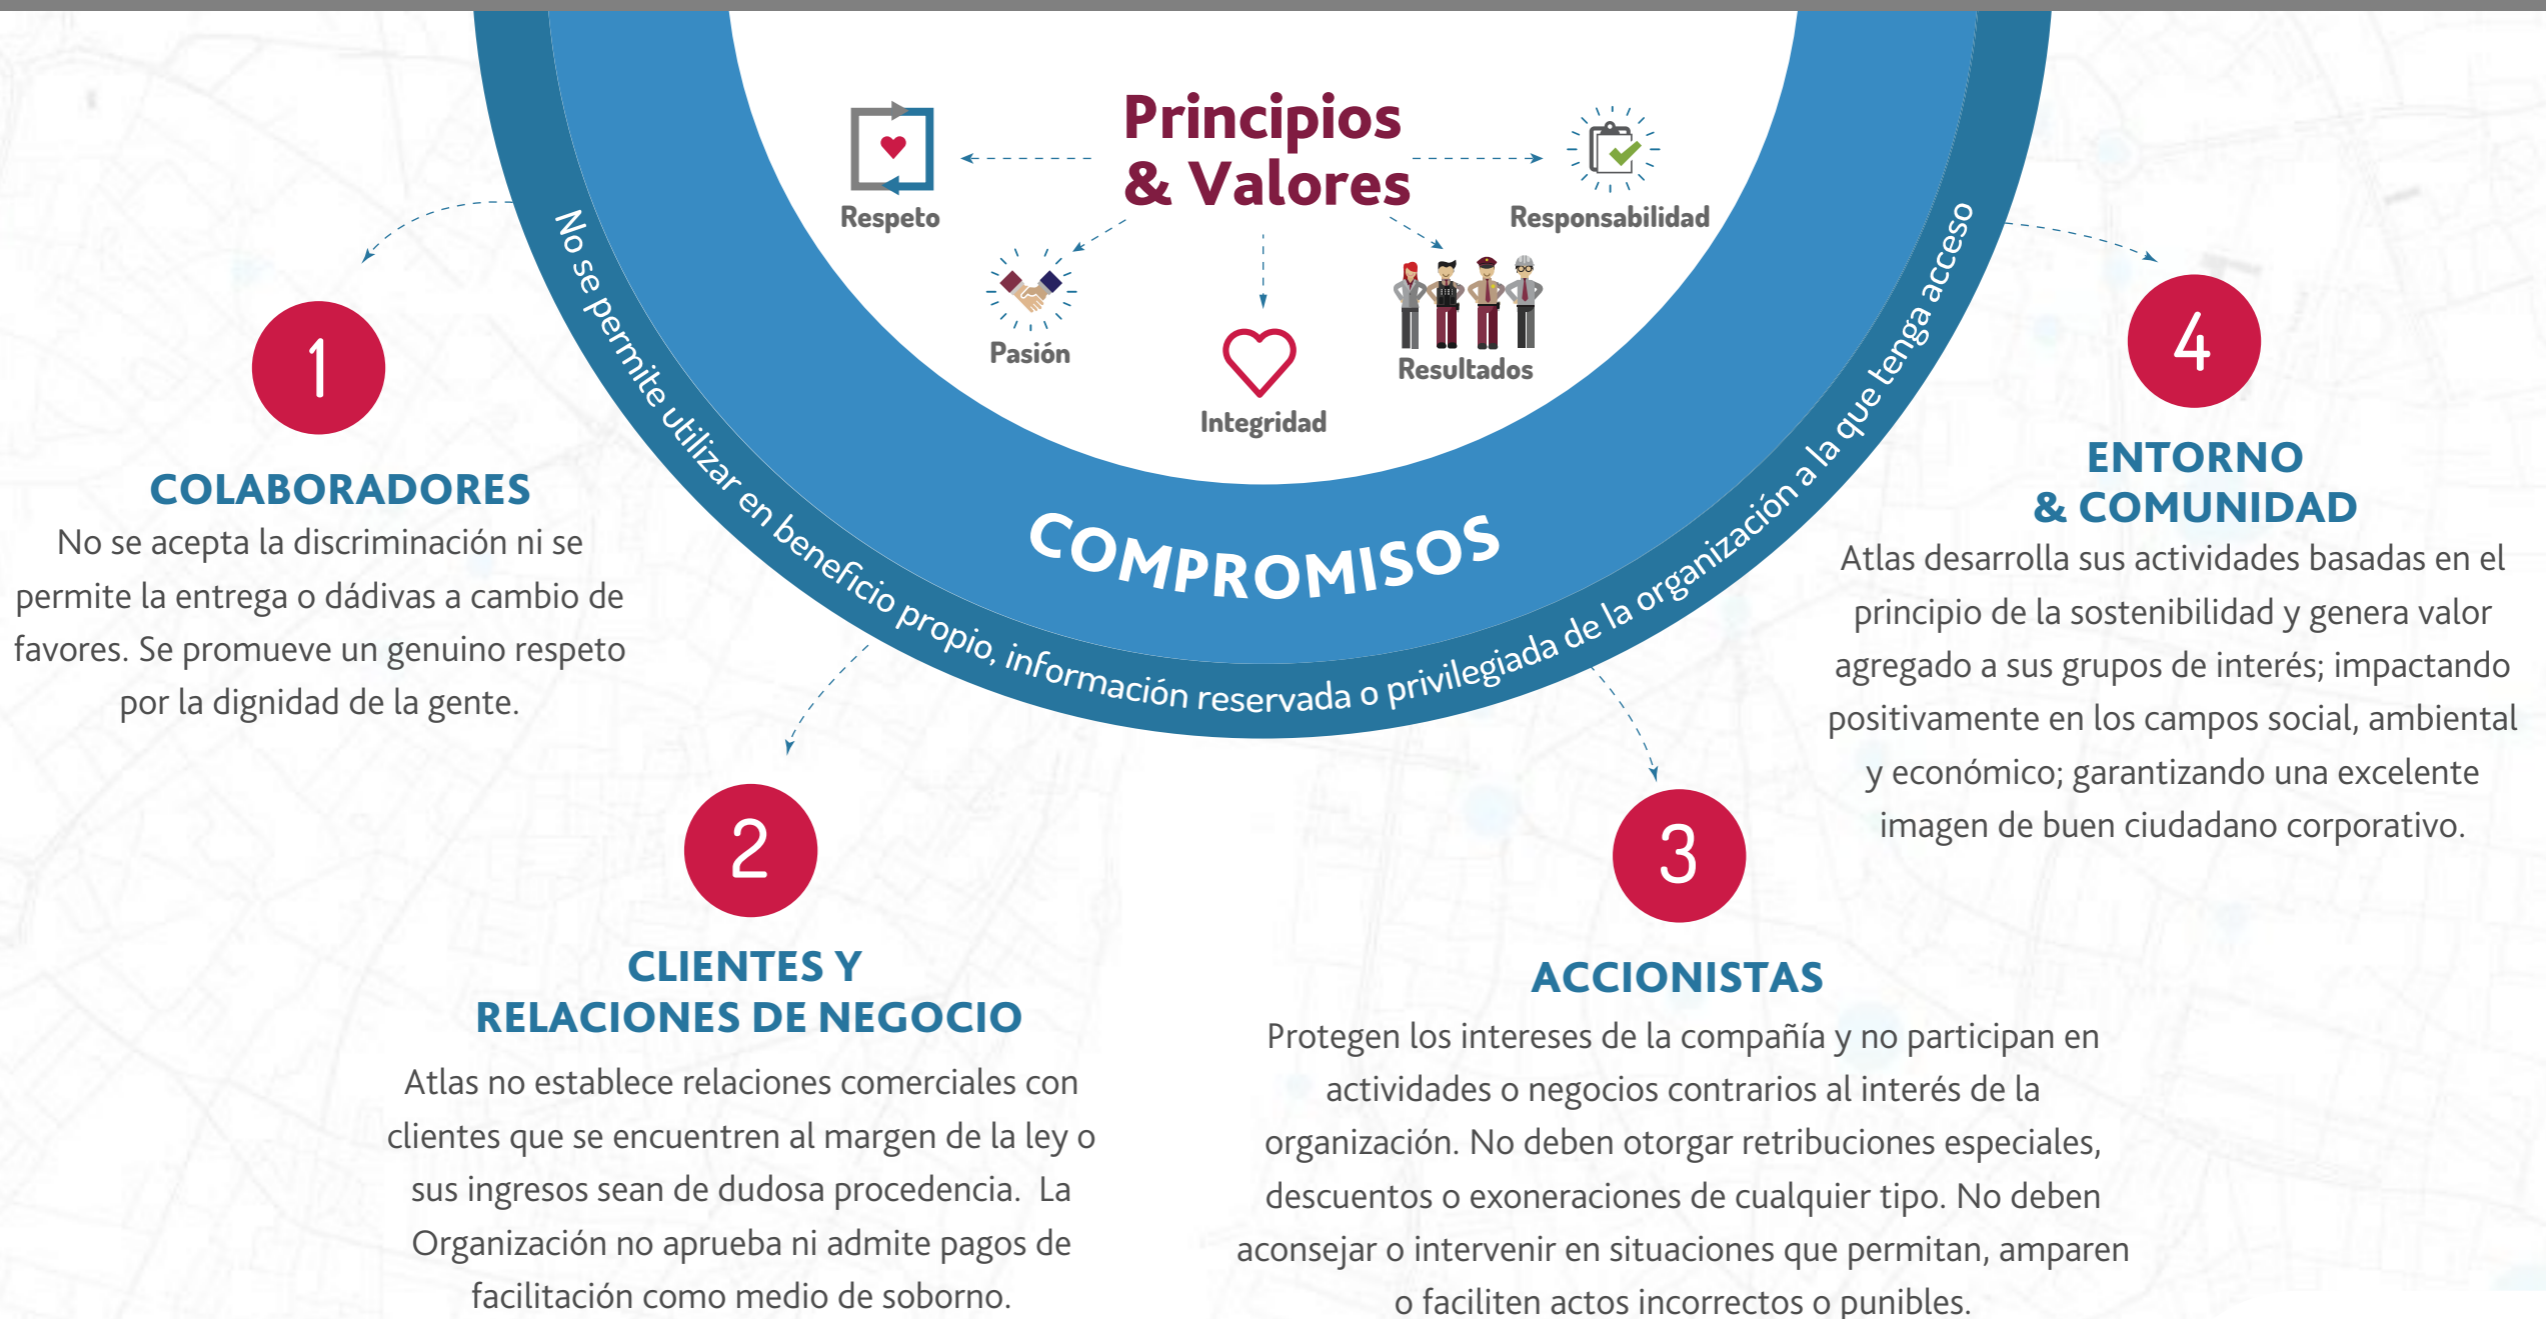 Principios
& Valores
Respeto
Pasión
Integridad
Resultados
Responsabilidad
COMPROMISOS
No se permite utilizar en beneficio propio, información reservada o privilegiada de la organización a la que tenga acceso
1
COLABORADORES
No se acepta la discriminación ni se
permite la entrega o dádivas a cambio de
favores. Se promueve un genuino respeto
por la dignidad de la gente.
2
CLIENTES Y
RELACIONES DE NEGOCIO
Atlas no establece relaciones comerciales con
clientes que se encuentren al margen de la ley o
sus ingresos sean de dudosa procedencia. La
Organización no aprueba ni admite pagos de
facilitación como medio de soborno.
3
ACCIONISTAS
Protegen los intereses de la compañía y no participan en
actividades o negocios contrarios al interés de la
organización. No deben otorgar retribuciones especiales,
descuentos o exoneraciones de cualquier tipo. No deben
aconsejar o intervenir en situaciones que permitan, amparen
o faciliten actos incorrectos o punibles.
4
ENTORNO
& COMUNIDAD
Atlas desarrolla sus actividades basadas en el
principio de la sostenibilidad y genera valor
agregado a sus grupos de interés; impactando
positivamente en los campos social, ambiental
y económico; garantizando una excelente
imagen de buen ciudadano corporativo.